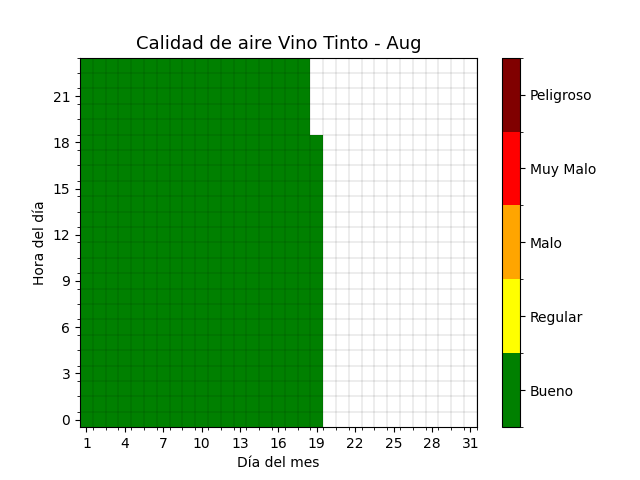 Calidad de aire Vino Tinto - Aug
Hora del día
21
18
15
12
9
6
3
0
1 4 7 10 13 16 19 22 25 28 31
Día del mes
Peligroso
Muy Malo
Malo
Regular
Bueno